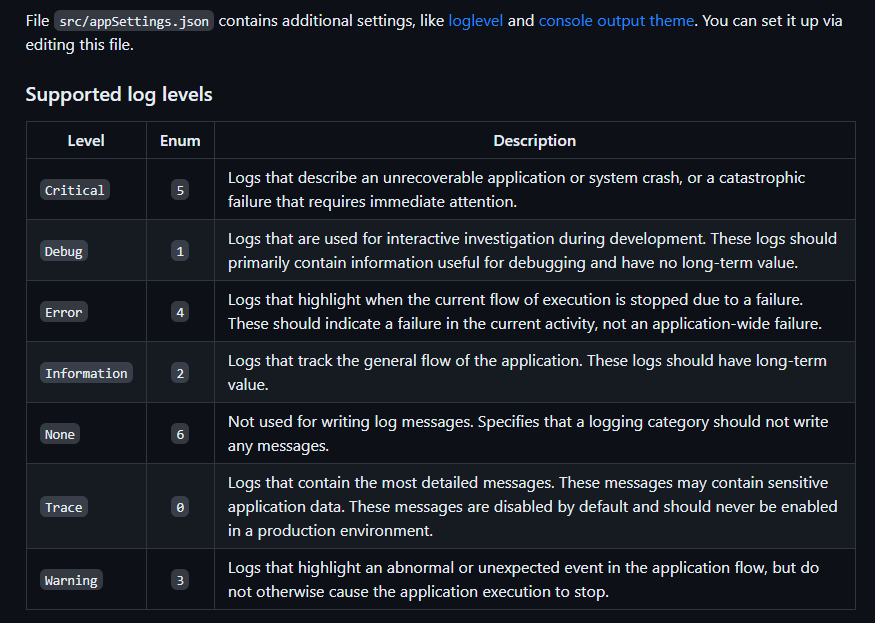 File src/appSettings.json contains additional settings, like loglevel and console output theme. You can set it up via
editing this file.
Supported log levels
Level Enum Description
Critical 5 Logs that describe an unrecoverable application or system crash, or a catastrophic
failure that requires immediate attention.
Debug 1 Logs that are used for interactive investigation during development. These logs should
primarily contain information useful for debugging and have no long-term value.
Error 4 Logs that highlight when the current flow of execution is stopped due to a failure.
These should indicate a failure in the current activity, not an application-wide failure.
Information 2 Logs that track the general flow of the application. These logs should have long-term
value.
None 6 Not used for writing log messages. Specifies that a logging category should not write
any messages.
Trace 0 Logs that contain the most detailed messages. These messages may contain sensitive
application data. These messages are disabled by default and should never be enabled
in a production environment.
Warning 3 Logs that highlight an abnormal or unexpected event in the application flow, but do
not otherwise cause the application execution to stop.